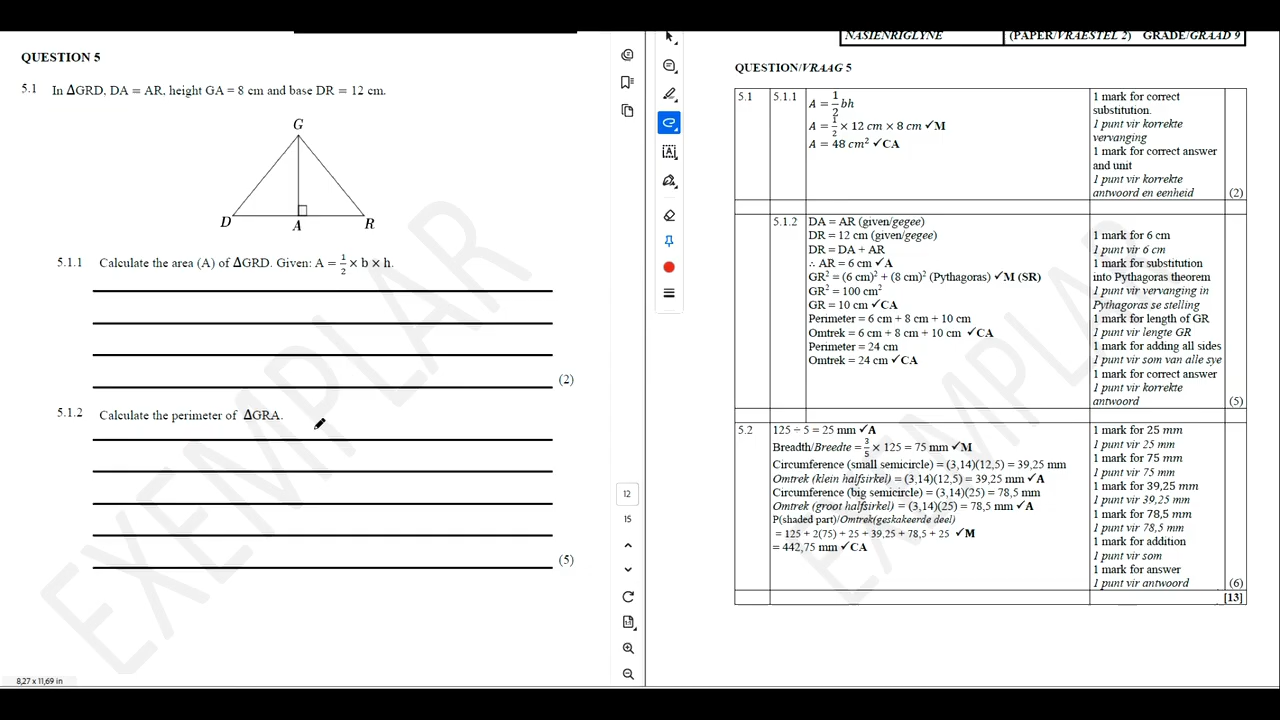 QUESTION 5
5.1 In ΔGRD, DA = AR, height GA = 8 cm and base DR = 12 cm.
G
D
A
R
5.1.1 Calculate the area (A) of ΔGRD. Given: A = 1/2 × b × h.
(2)
5.1.2 Calculate the perimeter of ΔGRA.
(5)
EXEMPLAR
8,27 x 11,69 in
12
15
NASIENRIGLYNE (PAPER/VRAESTEL 2) GRADE/GRAAD 9
QUESTION/VRAAG 5
5.1 5.1.1
A = 1/2 bh
A = 1/2 × 12 cm × 8 cm ✓M
A = 48 cm² ✓CA
1 mark for correct
substitution.
1 punt vir korrekte
vervanging
1 mark for correct answer
and unit
1 punt vir korrekte
antwoord en eenheid
(2)
5.1.2
DA = AR (given/gegee)
DR = 12 cm (given/gegee)
DR = DA + AR
∴ AR = 6 cm ✓A
GR² = (6 cm)² + (8 cm)² (Pythagoras) ✓M (SR)
GR² = 100 cm²
GR = 10 cm ✓CA
Perimeter = 6 cm + 8 cm + 10 cm
Omtrek = 6 cm + 8 cm + 10 cm ✓CA
Perimeter = 24 cm
Omtrek = 24 cm ✓CA
1 mark for 6 cm
1 punt vir 6 cm
1 mark for substitution
into Pythagoras theorem
1 punt vir vervanging in
Pythagoras se stelling
1 mark for length of GR
1 punt vir lengte GR
1 mark for adding all sides
1 punt vir som van alle sye
1 mark for correct answer
1 punt vir korrekte
antwoord
(5)
5.2
125 ÷ 5 = 25 mm ✓A
Breadth/Breedte = 3/5 × 125 = 75 mm ✓M
Circumference (small semicircle) = (3,14)(12,5) = 39,25 mm
Omtrek (klein halfsirkel) = (3,14)(12,5) = 39,25 mm ✓A
Circumference (big semicircle) = (3,14)(25) = 78,5 mm
Omtrek (groot halfsirkel) = (3,14)(25) = 78,5 mm ✓A
P(shaded part)/Omtrek(geskakeerde deel)
= 125 + 2(75) + 25 + 39,25 + 78,5 + 25 ✓M
= 442,75 mm ✓CA
1 mark for 25 mm
1 punt vir 25 mm
1 mark for 75 mm
1 punt vir 75 mm
1 mark for 39,25 mm
1 punt vir 39,25 mm
1 mark for 78,5 mm
1 punt vir 78,5 mm
1 mark for addition
1 punt vir som
1 mark for answer
1 punt vir antwoord
(6)
[13]
EXEMPLAR